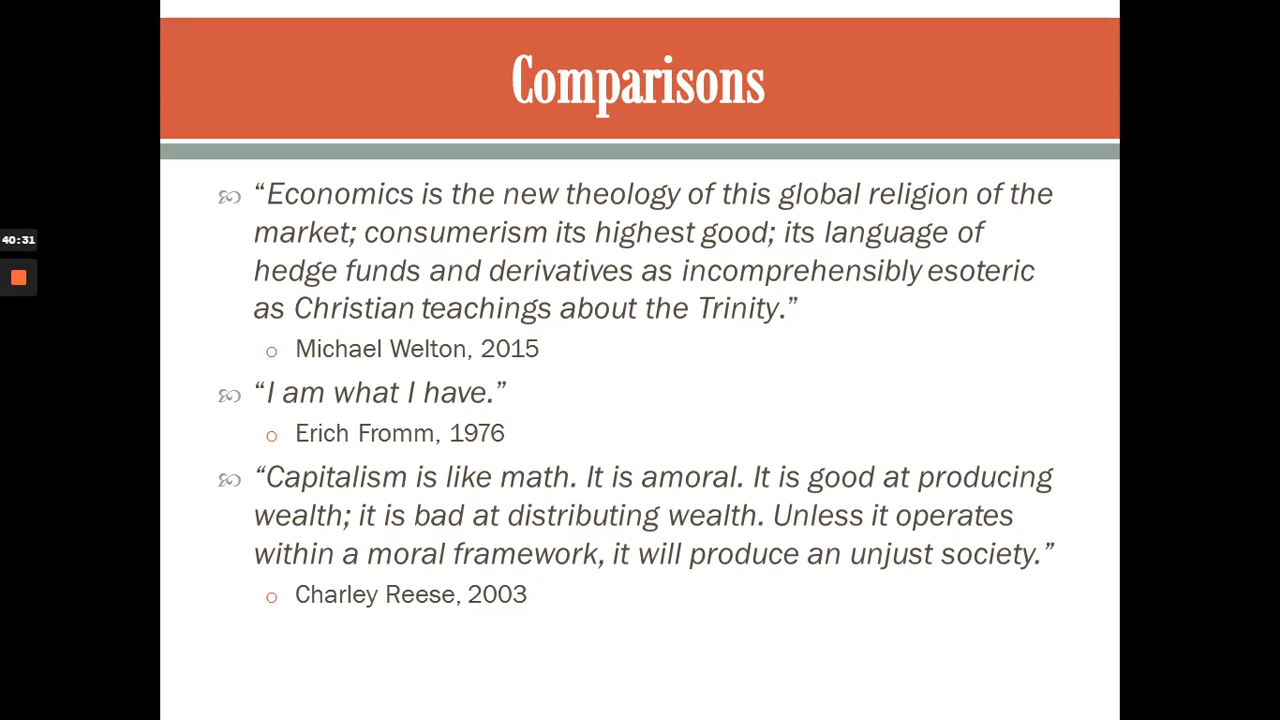 Comparisons
“Economics is the new theology of this global religion of the
market; consumerism its highest good; its language of
hedge funds and derivatives as incomprehensibly esoteric
as Christian teachings about the Trinity.”
Michael Welton, 2015
“I am what I have.”
Erich Fromm, 1976
“Capitalism is like math. It is amoral. It is good at producing
wealth; it is bad at distributing wealth. Unless it operates
within a moral framework, it will produce an unjust society.”
Charley Reese, 2003
40:31